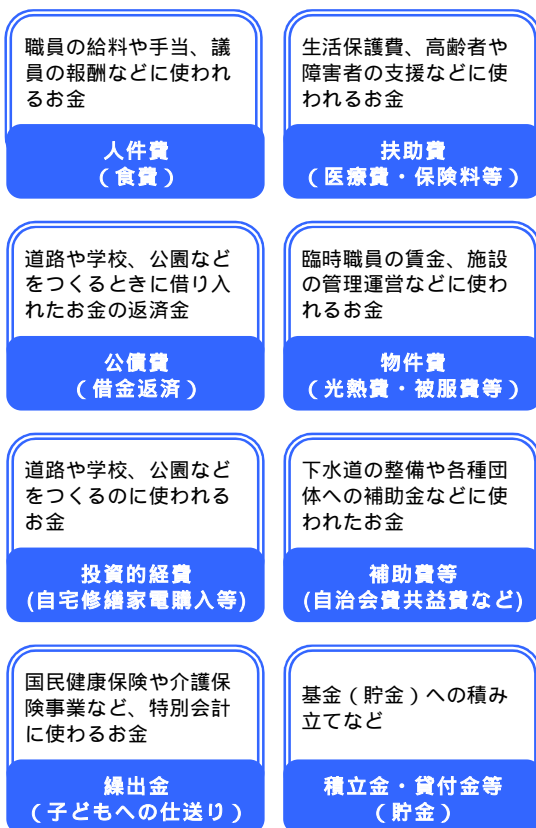 職員の給料や手当、議
員の報酬などに使われ
るお金
人件費
（食費）
生活保護費、高齢者や
障害者の支援などに使
われるお金
扶助費
（医療費・保険料等）
道路や学校、公園など
をつくるときに借り入
れたお金の返済金
公債費
（借金返済）
臨時職員の賃金、施設
の管理運営などに使わ
れるお金
物件費
（光熱費・被服費等）
道路や学校、公園など
をつくるのに使われる
お金
投資的経費
(自宅修繕家電購入等)
下水道の整備や各種団
体への補助金などに使
われたお金
補助費等
(自治会費共益費など)
国民健康保険や介護保
険事業など、特別会計
に使わるお金
繰出金
（子どもへの仕送り）
基金（貯金）への積み
立てなど
積立金・貸付金等
（貯金）